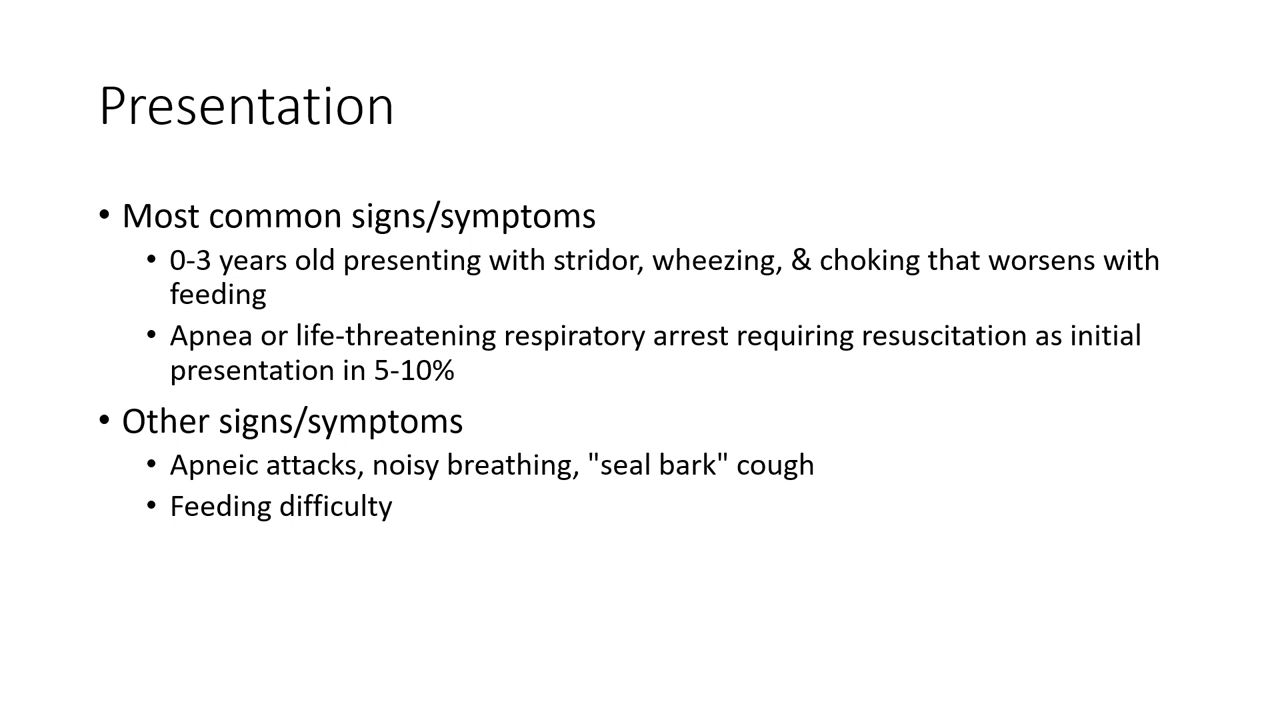 Presentation
• Most common signs/symptoms
• 0-3 years old presenting with stridor, wheezing, & choking that worsens with
feeding
• Apnea or life-threatening respiratory arrest requiring resuscitation as initial
presentation in 5-10%
• Other signs/symptoms
• Apneic attacks, noisy breathing, "seal bark" cough
• Feeding difficulty